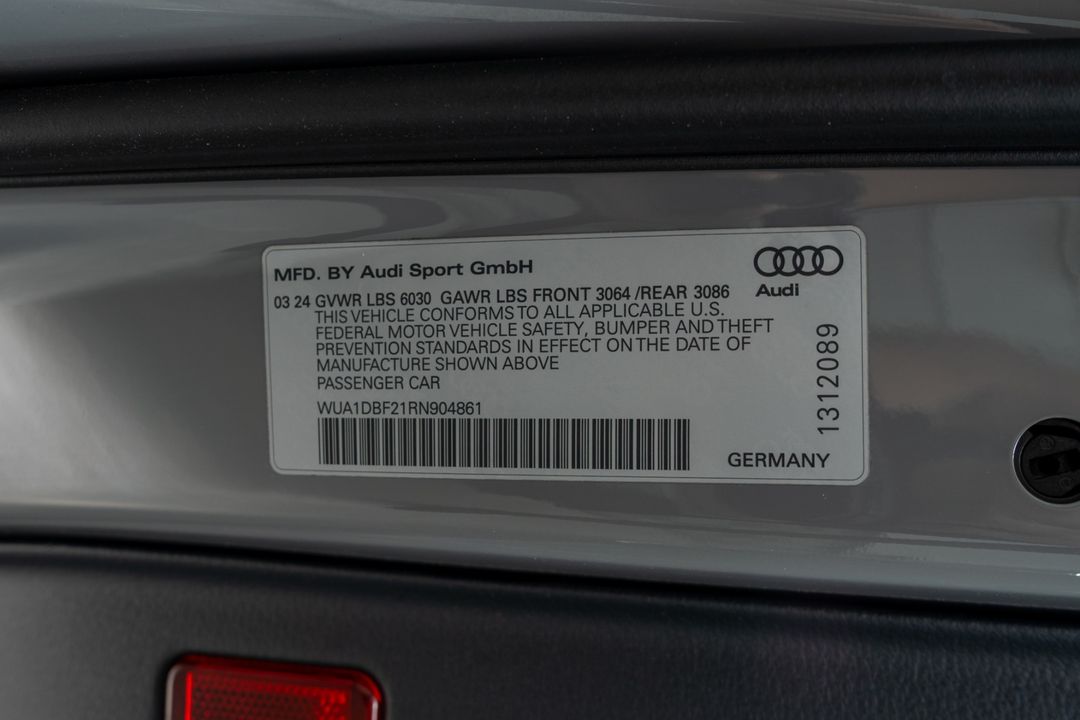 MFD. BY Audi Sport GmbH
Audi
03 24 GVWR LBS 6030 GAWR LBS FRONT 3064 /REAR 3086
THIS VEHICLE CONFORMS TO ALL APPLICABLE U.S.
FEDERAL MOTOR VEHICLE SAFETY, BUMPER AND THEFT
PREVENTION STANDARDS IN EFFECT ON THE DATE OF
MANUFACTURE SHOWN ABOVE
PASSENGER CAR
WUA1DBF21RN904861
1312089
GERMANY